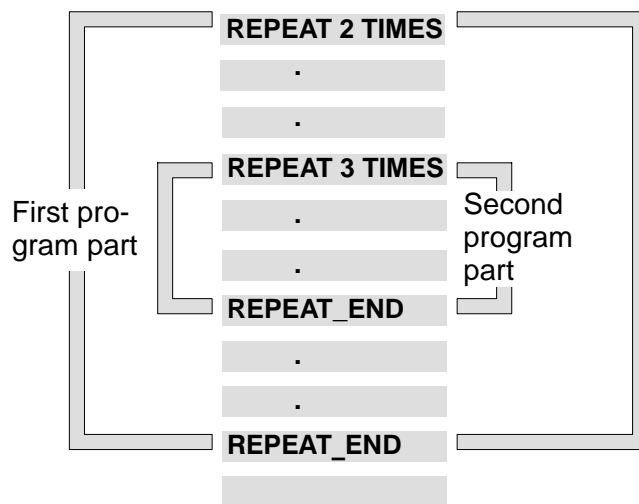 REPEAT 2 TIMES
.
.
REPEAT 3 TIMES
First pro-
gram part
.
.
Second
program
part
REPEAT_END
.
.
REPEAT_END